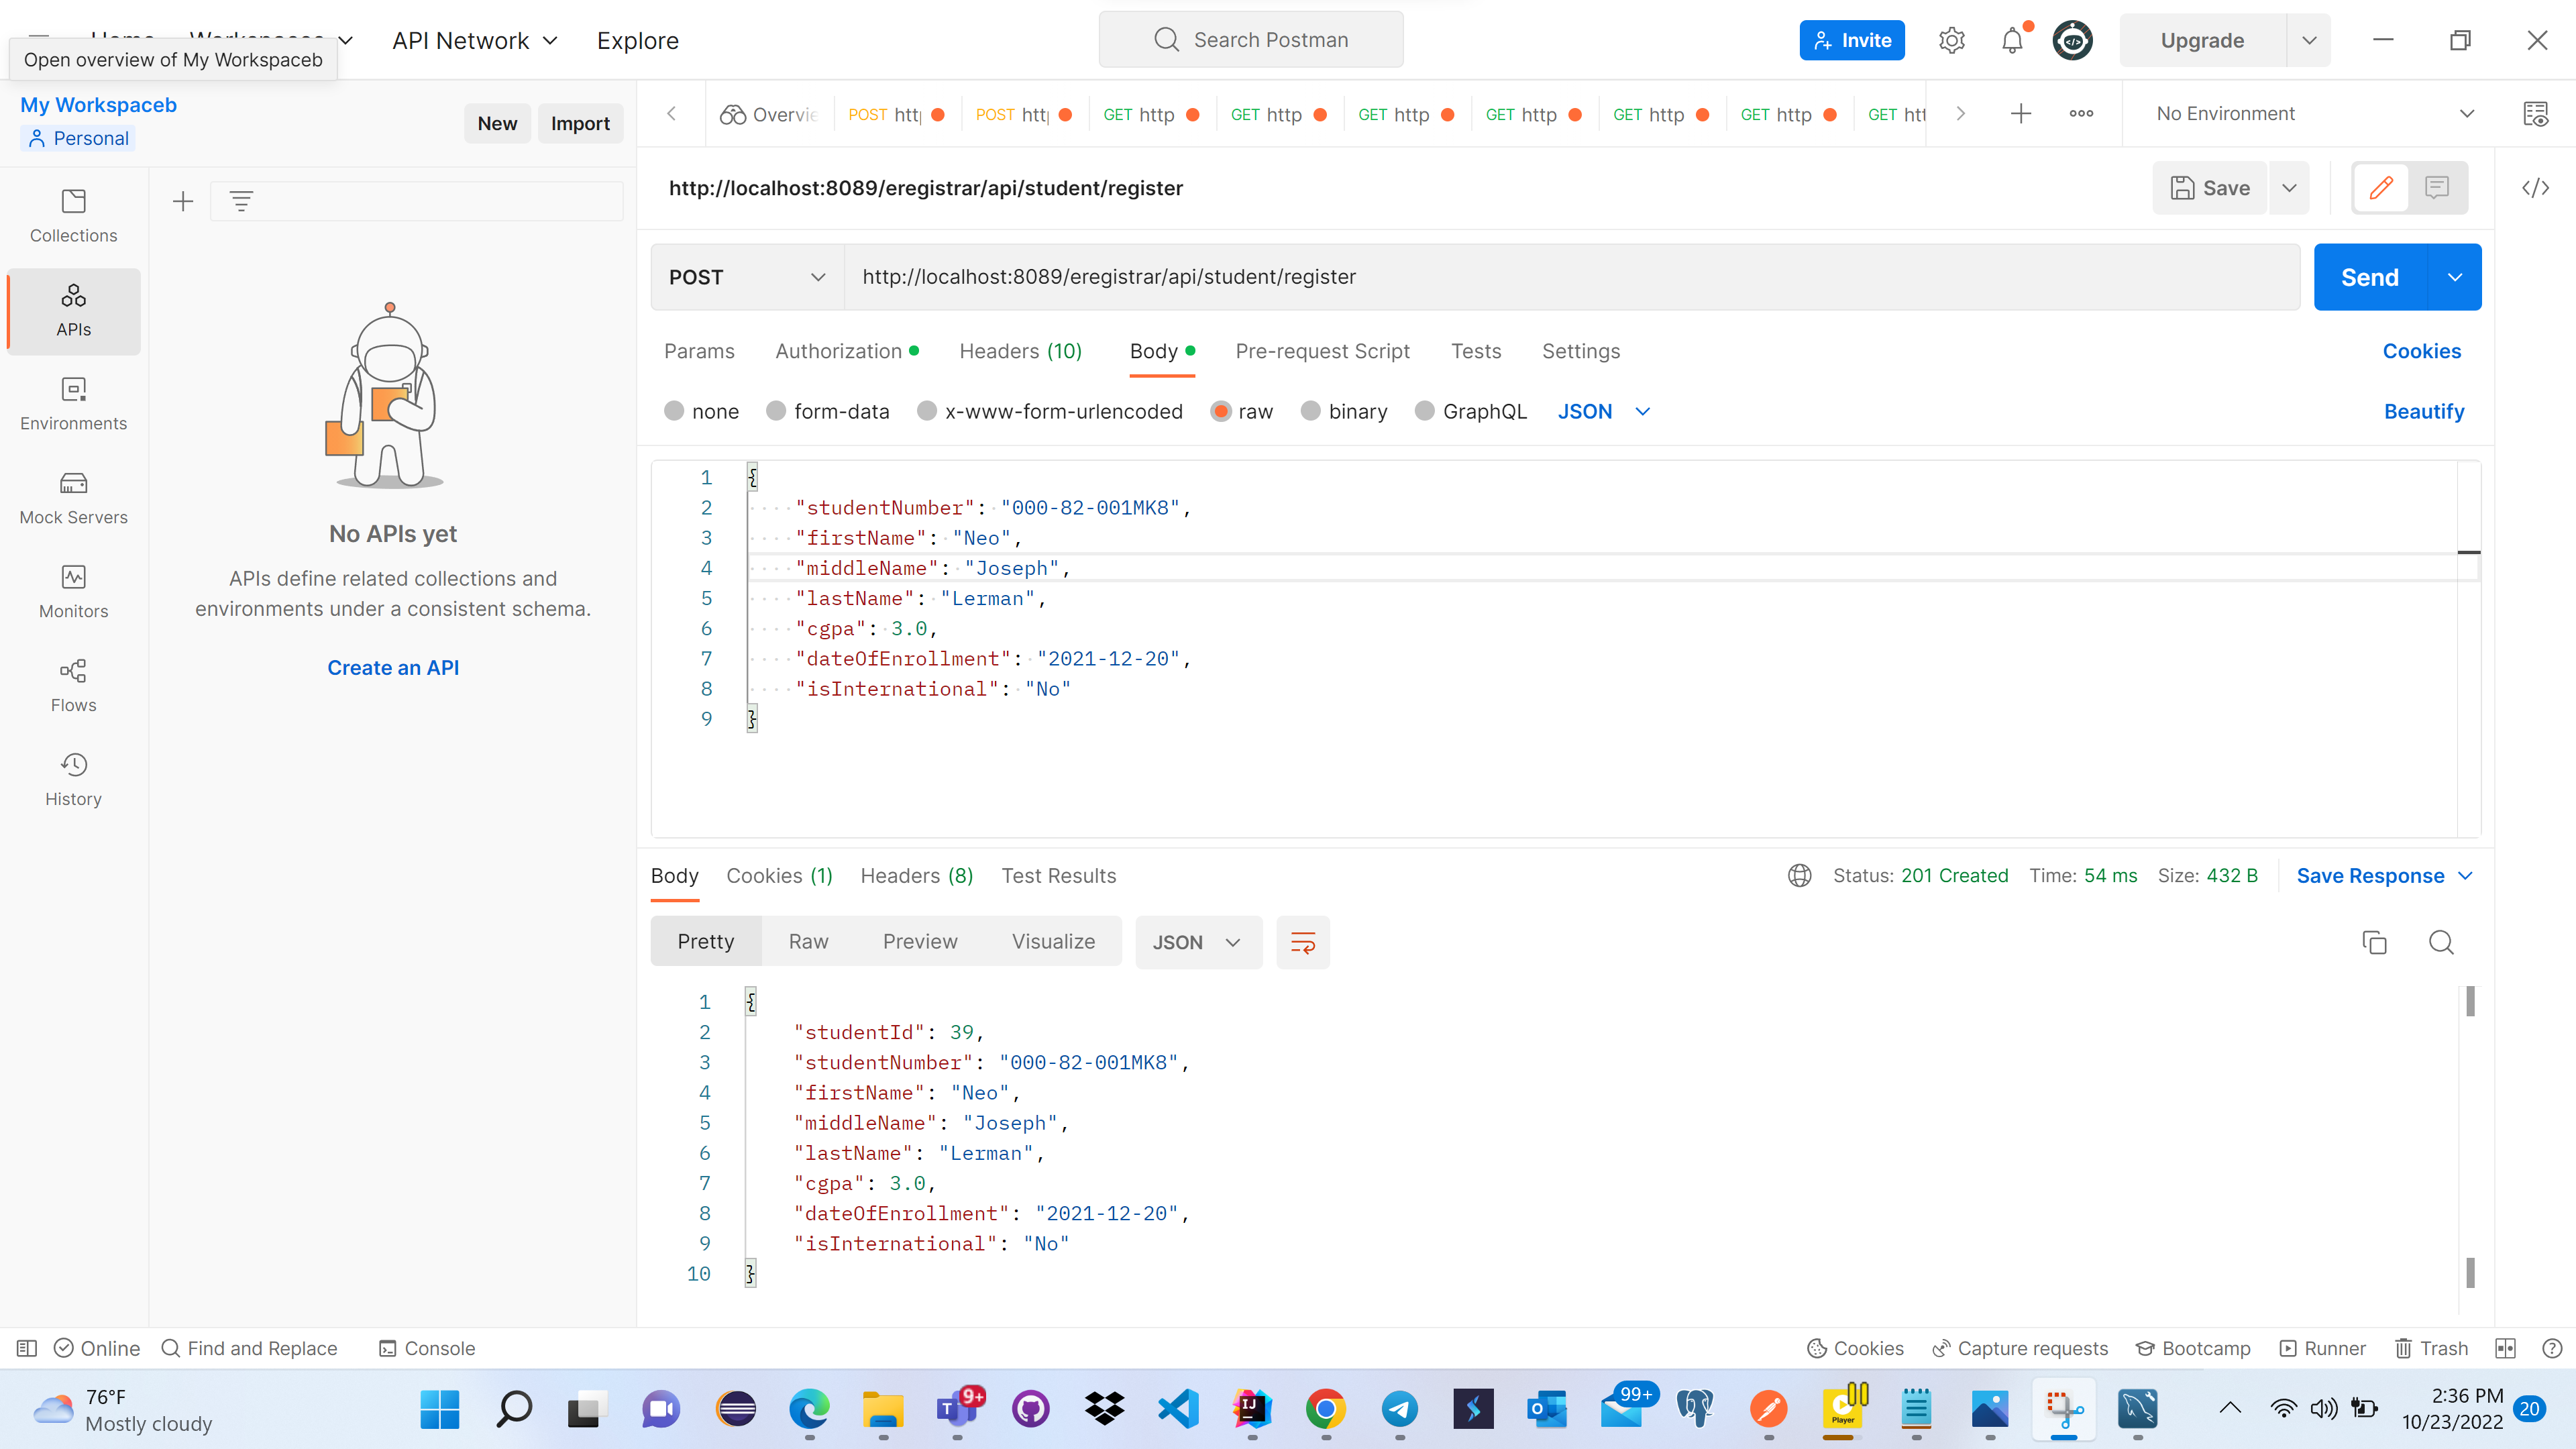 Home Workspaces API Network Explore Search Postman Invite Upgrade
Open overview of My Workspaceb
My Workspaceb
Personal
New Import
Overvie POST http POST http GET http GET http GET http GET http GET http GET http GET htt No Environment
Collections
APIs
Environments
Mock Servers
Monitors
Flows
History
No APIs yet
APIs define related collections and
environments under a consistent schema.
Create an API
http://localhost:8089/eregistrar/api/student/register
Save
POST http://localhost:8089/eregistrar/api/student/register Send
Params Authorization Headers (10) Body Pre-request Script Tests Settings Cookies
none form-data x-www-form-urlencoded raw binary GraphQL JSON Beautify
1 {
2 "studentNumber": "000-82-001MK8",
3 "firstName": "Neo",
4 "middleName": "Joseph",
5 "lastName": "Lerman",
6 "cgpa": 3.0,
7 "dateOfEnrollment": "2021-12-20",
8 "isInternational": "No"
9 }
Body Cookies (1) Headers (8) Test Results Status: 201 Created Time: 54 ms Size: 432 B Save Response
Pretty Raw Preview Visualize JSON
1 {
2 "studentId": 39,
3 "studentNumber": "000-82-001MK8",
4 "firstName": "Neo",
5 "middleName": "Joseph",
6 "lastName": "Lerman",
7 "cgpa": 3.0,
8 "dateOfEnrollment": "2021-12-20",
9 "isInternational": "No"
10 }
Online Find and Replace Console Cookies Capture requests Bootcamp Runner Trash
76°F
Mostly cloudy
9+
T
IJ
O
99+
Player
2:36 PM
10/23/2022
20